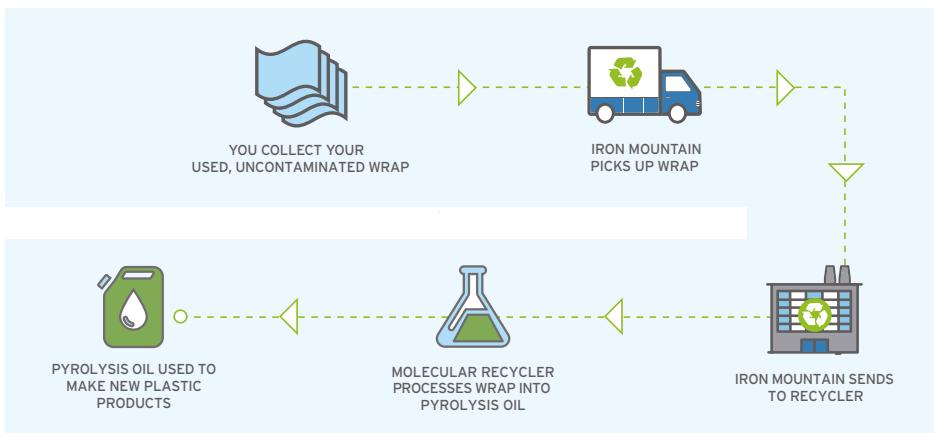 YOU COLLECT YOUR
USED, UNCONTAMINATED WRAP
IRON MOUNTAIN
PICKS UP WRAP
IRON MOUNTAIN SENDS
TO RECYCLER
MOLECULAR RECYCLER
PROCESSES WRAP INTO
PYROLYSIS OIL
PYROLYSIS OIL USED TO
MAKE NEW PLASTIC
PRODUCTS